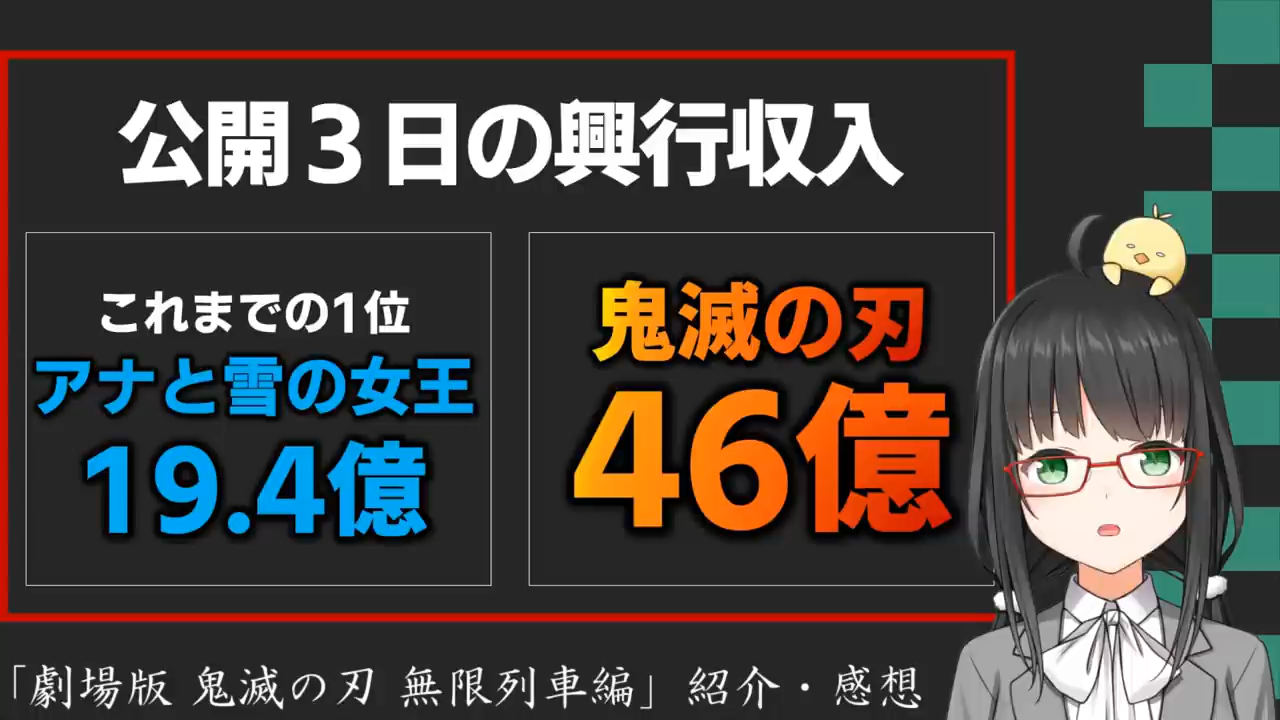 公開３日の興行収入
これまでの1位
アナと雪の女王
19.4億
鬼滅の刃
46億
「劇場版 鬼滅の刃 無限列車編」紹介・感想